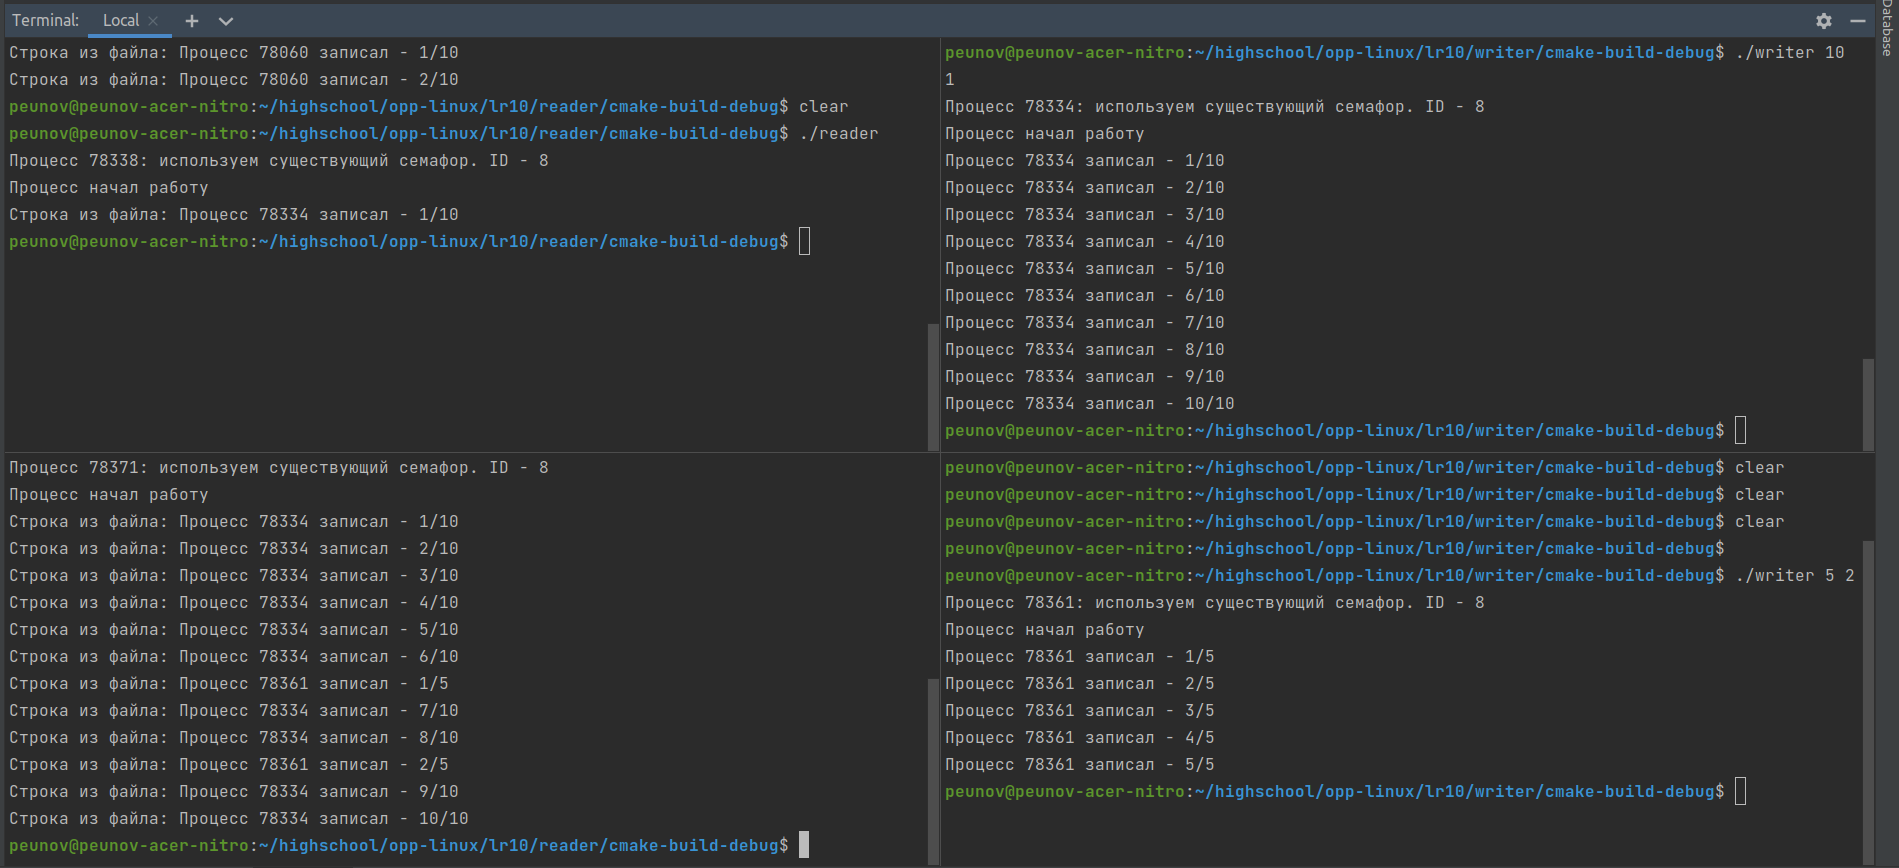 Terminal: Local
Database
Строка из файла: Процесс 78060 записал - 1/10
Строка из файла: Процесс 78060 записал - 2/10
peunov@peunov-acer-nitro:~/highschool/opp-linux/lr10/reader/cmake-build-debug$ clear
peunov@peunov-acer-nitro:~/highschool/opp-linux/lr10/reader/cmake-build-debug$ ./reader
Процесс 78338: используем существующий семафор. ID - 8
Процесс начал работу
Строка из файла: Процесс 78334 записал - 1/10
peunov@peunov-acer-nitro:~/highschool/opp-linux/lr10/reader/cmake-build-debug$
peunov@peunov-acer-nitro:~/highschool/opp-linux/lr10/writer/cmake-build-debug$ ./writer 10
1
Процесс 78334: используем существующий семафор. ID - 8
Процесс начал работу
Процесс 78334 записал - 1/10
Процесс 78334 записал - 2/10
Процесс 78334 записал - 3/10
Процесс 78334 записал - 4/10
Процесс 78334 записал - 5/10
Процесс 78334 записал - 6/10
Процесс 78334 записал - 7/10
Процесс 78334 записал - 8/10
Процесс 78334 записал - 9/10
Процесс 78334 записал - 10/10
peunov@peunov-acer-nitro:~/highschool/opp-linux/lr10/writer/cmake-build-debug$
Процесс 78371: используем существующий семафор. ID - 8
Процесс начал работу
Строка из файла: Процесс 78334 записал - 1/10
Строка из файла: Процесс 78334 записал - 2/10
Строка из файла: Процесс 78334 записал - 3/10
Строка из файла: Процесс 78334 записал - 4/10
Строка из файла: Процесс 78334 записал - 5/10
Строка из файла: Процесс 78334 записал - 6/10
Строка из файла: Процесс 78361 записал - 1/5
Строка из файла: Процесс 78334 записал - 7/10
Строка из файла: Процесс 78334 записал - 8/10
Строка из файла: Процесс 78361 записал - 2/5
Строка из файла: Процесс 78334 записал - 9/10
Строка из файла: Процесс 78334 записал - 10/10
peunov@peunov-acer-nitro:~/highschool/opp-linux/lr10/reader/cmake-build-debug$
peunov@peunov-acer-nitro:~/highschool/opp-linux/lr10/writer/cmake-build-debug$ clear
peunov@peunov-acer-nitro:~/highschool/opp-linux/lr10/writer/cmake-build-debug$ clear
peunov@peunov-acer-nitro:~/highschool/opp-linux/lr10/writer/cmake-build-debug$ clear
peunov@peunov-acer-nitro:~/highschool/opp-linux/lr10/writer/cmake-build-debug$
peunov@peunov-acer-nitro:~/highschool/opp-linux/lr10/writer/cmake-build-debug$ ./writer 5 2
Процесс 78361: используем существующий семафор. ID - 8
Процесс начал работу
Процесс 78361 записал - 1/5
Процесс 78361 записал - 2/5
Процесс 78361 записал - 3/5
Процесс 78361 записал - 4/5
Процесс 78361 записал - 5/5
peunov@peunov-acer-nitro:~/highschool/opp-linux/lr10/writer/cmake-build-debug$